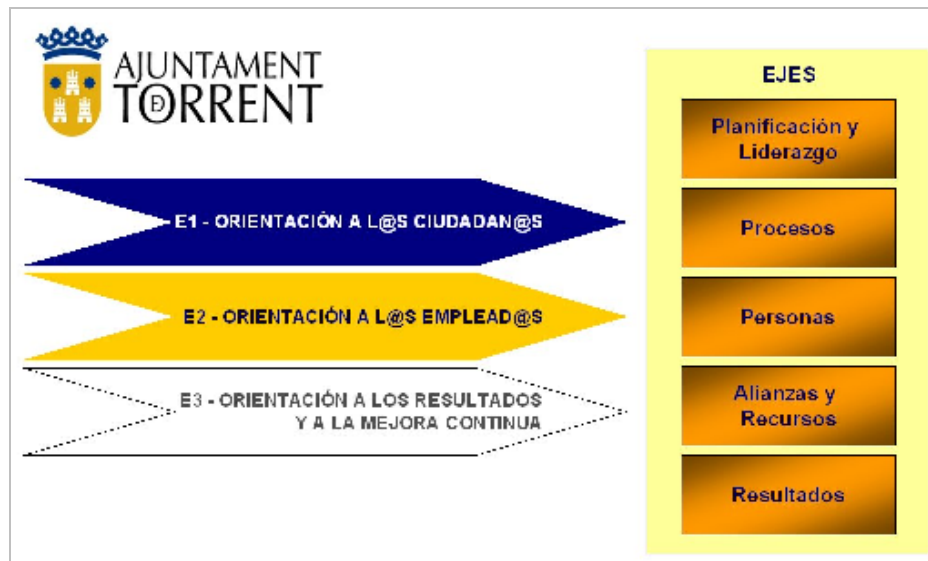 AJUNTAMENT
DE TORRENT
E1 - ORIENTACIÓN A L@S CIUDADAN@S
E2 - ORIENTACIÓN A L@S EMPLEAD@S
E3 - ORIENTACIÓN A LOS RESULTADOS
Y A LA MEJORA CONTINUA
EJES
Planificación y
Liderazgo
Procesos
Personas
Alianzas y
Recursos
Resultados